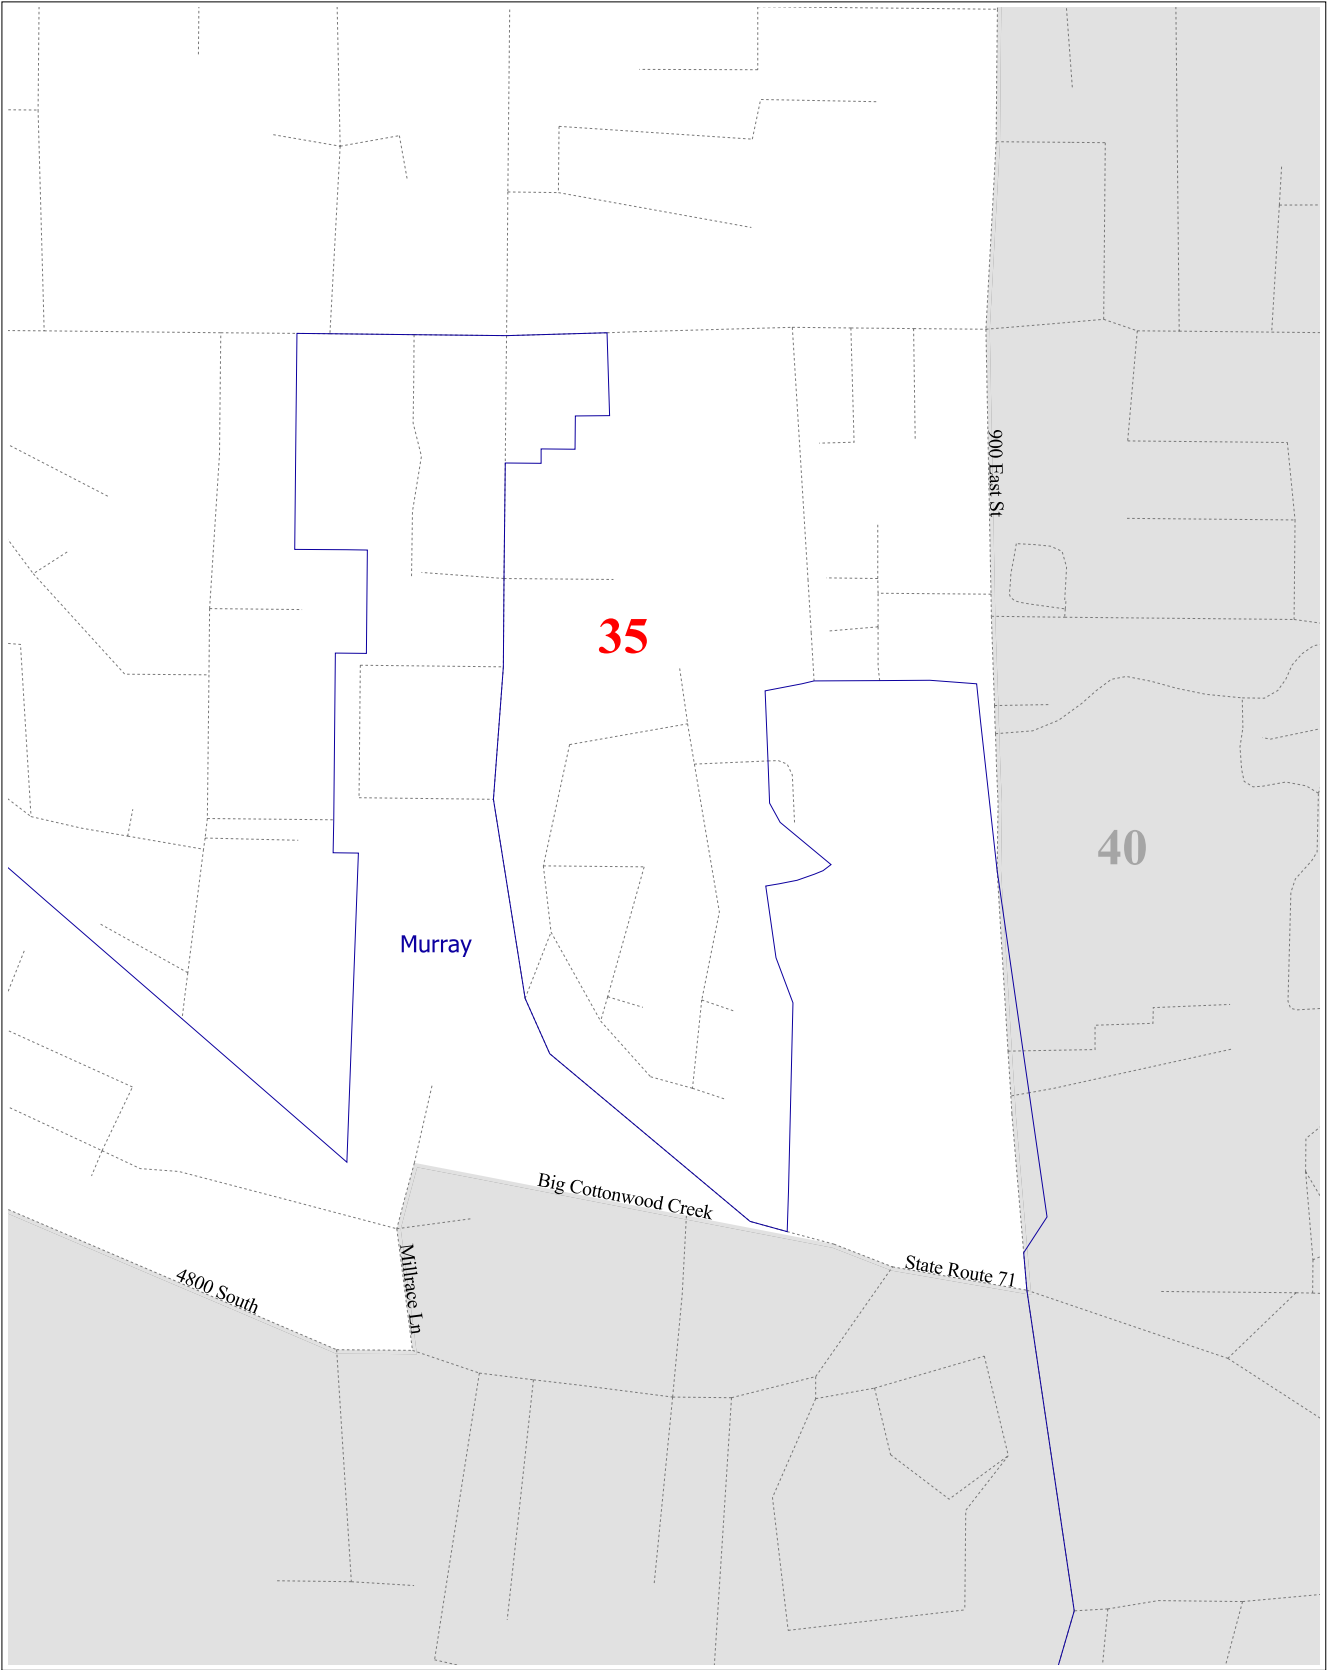 900 East St
35
40
Murray
Big Cottonwood Creek
State Route 71
Millrace Ln
4800 South